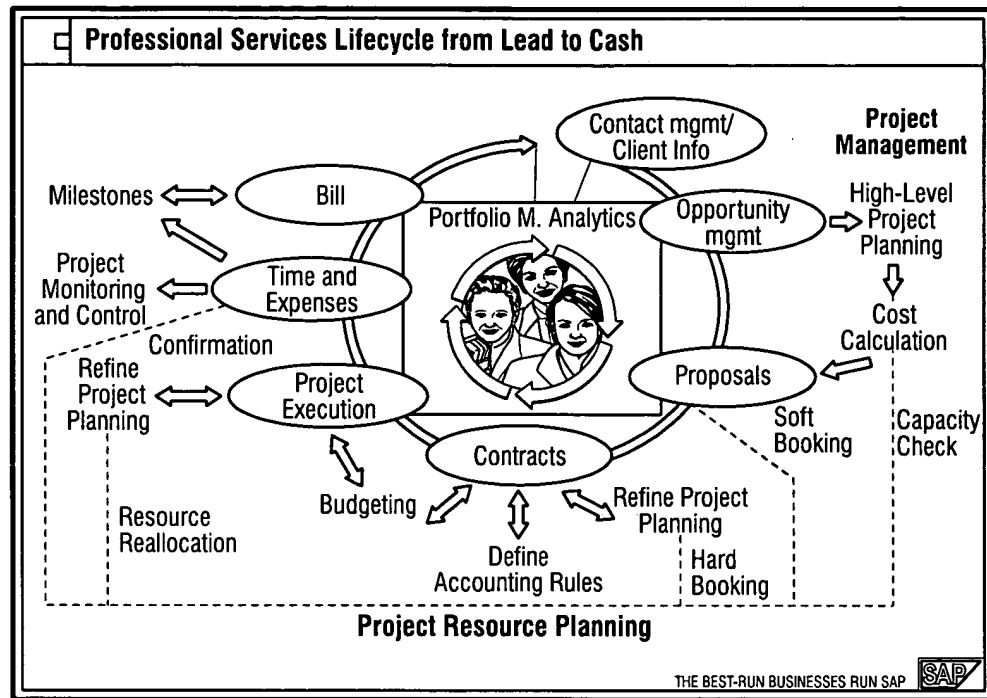 Professional Services Lifecycle from Lead to Cash
Contact mgmt/
Client Info
Project
Management
Milestones
Bill
Portfolio M. Analytics
Opportunity
mgmt
High-Level
Project
Planning
Project
Monitoring
and Control
Time and
Expenses
Cost
Calculation
Confirmation
Refine
Project
Planning
Project
Execution
Proposals
Soft
Booking
Capacity
Check
Contracts
Budgeting
Refine Project
Planning
Resource
Reallocation
Define
Accounting Rules
Hard
Booking
Project Resource Planning
THE BEST-RUN BUSINESSES RUN SAP
SAP